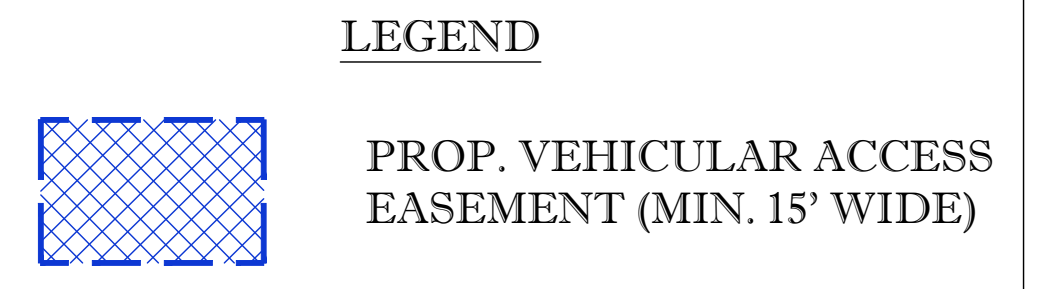 LEGEND
PROP. VEHICULAR ACCESS
EASEMENT (MIN. 15’ WIDE)